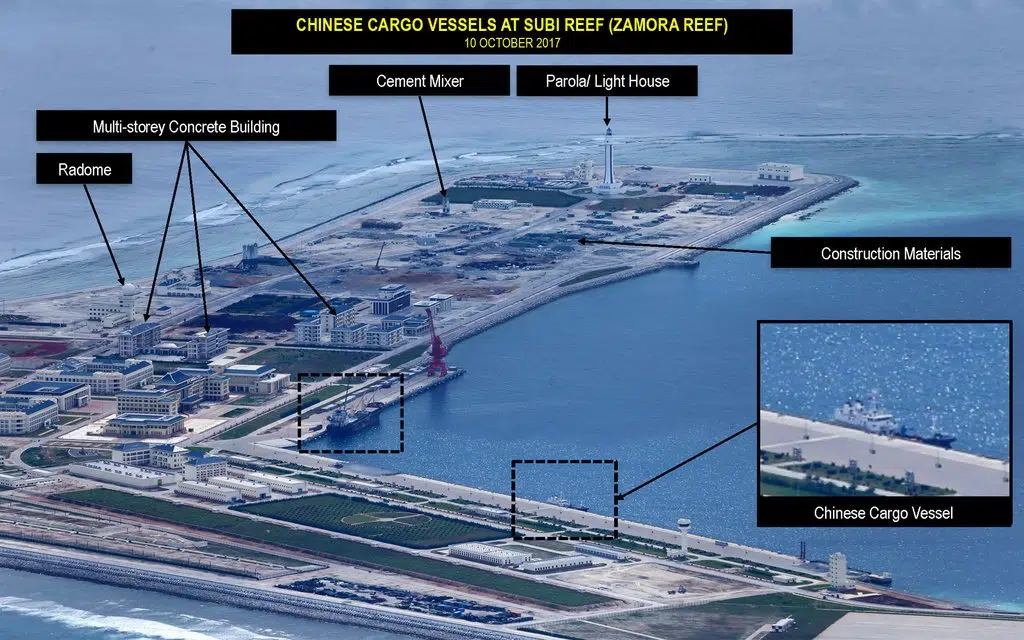 CHINESE CARGO VESSELS AT SUBI REEF (ZAMORA REEF)
10 OCTOBER 2017
Cement Mixer
Parola/ Light House
Multi-storey Concrete Building
Radome
Construction Materials
Chinese Cargo Vessel